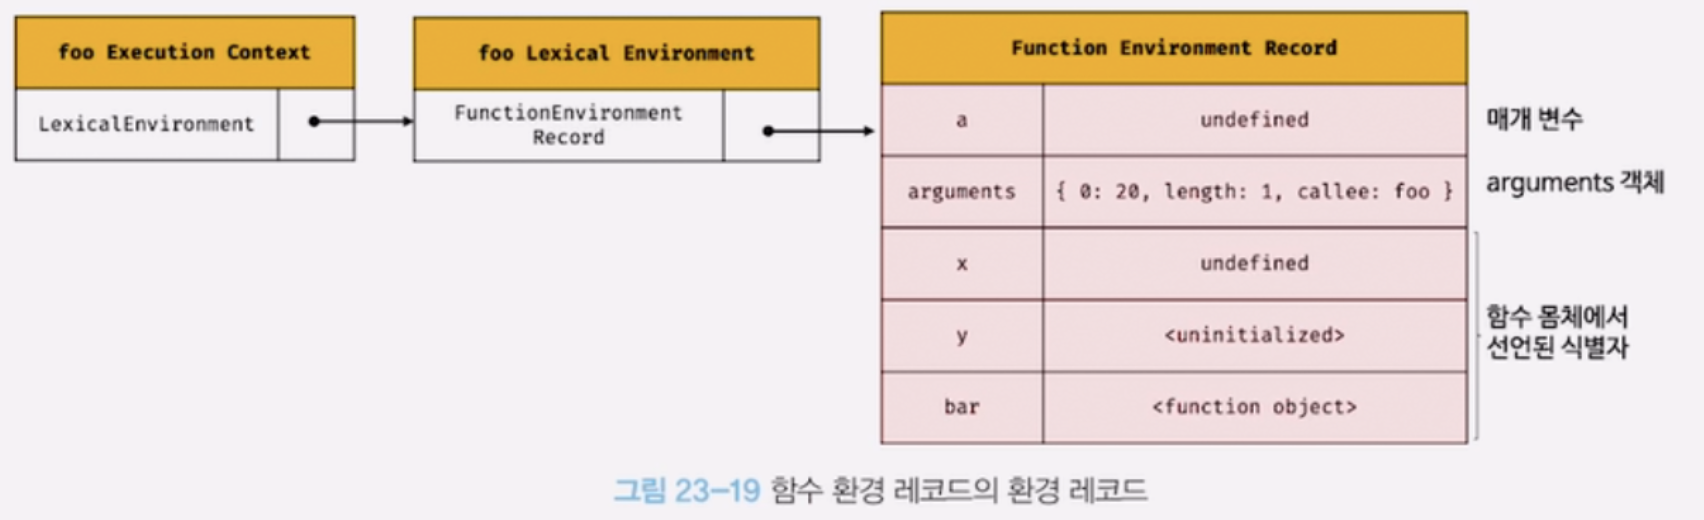 foo Execution Context
LexicalEnvironment
foo Lexical Environment
FunctionEnvironment
Record
Function Environment Record
a undefined 매개 변수
arguments { 0: 20, length: 1, callee: foo } arguments 객체
x undefined
y <uninitialized>
bar <function object>
함수 몸체에서
선언된 식별자
그림 23-19 함수 환경 레코드의 환경 레코드